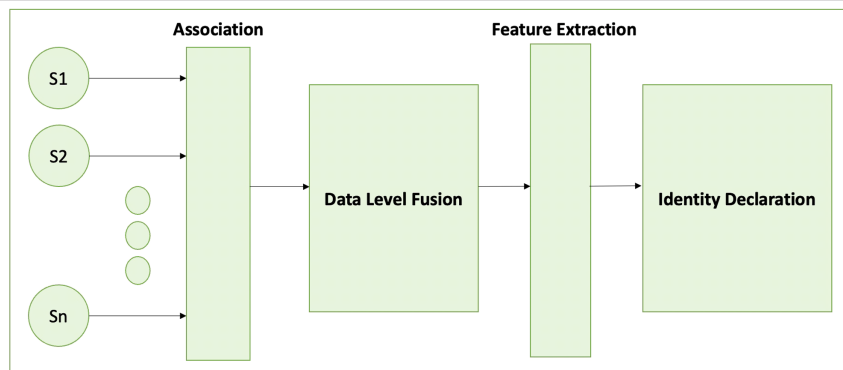 Association
Feature Extraction
S1
S2
Data Level Fusion
Identity Declaration
Sn